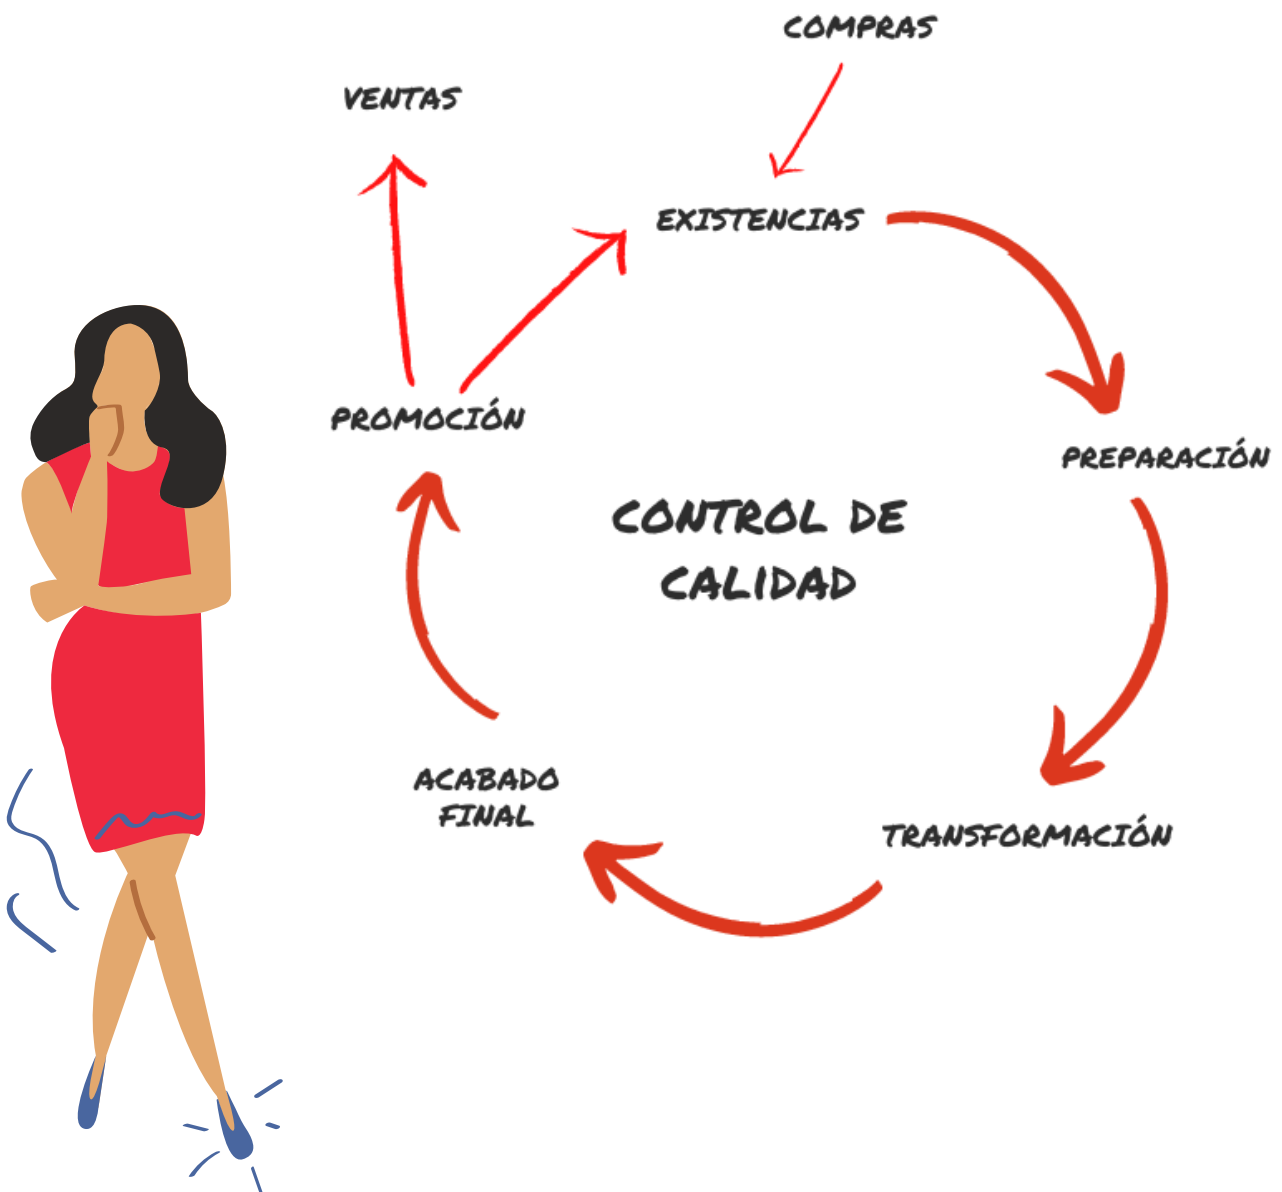 COMPRAS
VENTAS
EXISTENCIAS
PROMOCIÓN
PREPARACIÓN
CONTROL DE
CALIDAD
ACABADO
FINAL
TRANSFORMACIÓN